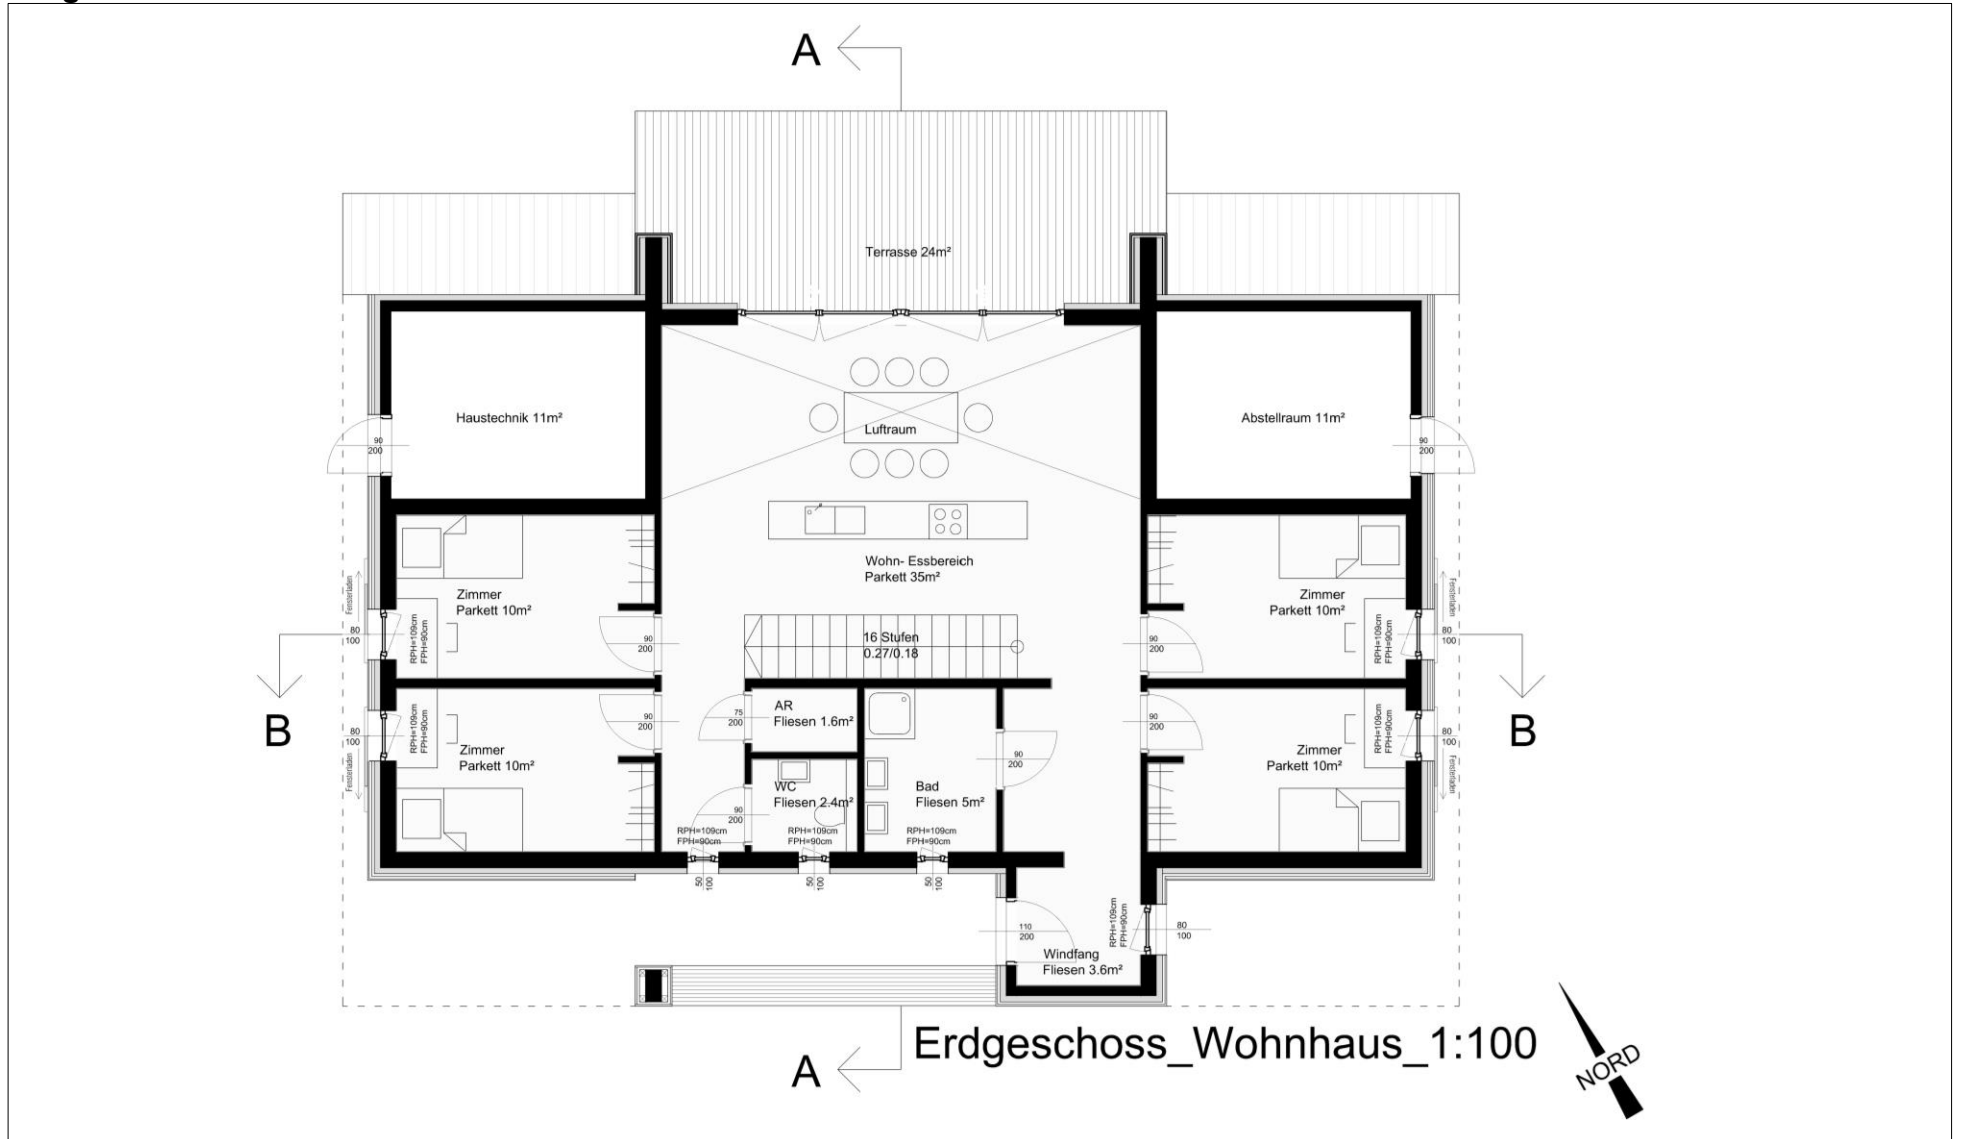 A
Terrasse 24m²
Haustechnik 11m²
Luftraum
Abstellraum 11m²
90
200
90
200
Wohn- Essbereich
Parkett 35m²
Zimmer
Parkett 10m²
Zimmer
Parkett 10m²
Fensterladen
Fensterladen
80
100
RPH=109cm
FPH=90cm
90
200
16 Stufen
0.27/0.18
90
200
RPH=109cm
FPH=90cm
80
100
B
80
100
RPH=109cm
FPH=90cm
90
200
75
200
AR
Fliesen 1.6m²
90
200
RPH=109cm
FPH=90cm
80
100
B
Zimmer
Parkett 10m²
Zimmer
Parkett 10m²
Fensterladen
Fensterladen
90
200
WC
Fliesen 2.4m²
Bad
Fliesen 5m²
90
200
RPH=109cm
FPH=90cm
RPH=109cm
FPH=90cm
RPH=109cm
FPH=90cm
50
100
50
100
50
100
110
200
RPH=109cm
FPH=90cm
80
100
Windfang
Fliesen 3.6m²
A
Erdgeschoss_Wohnhaus_1:100
NORD